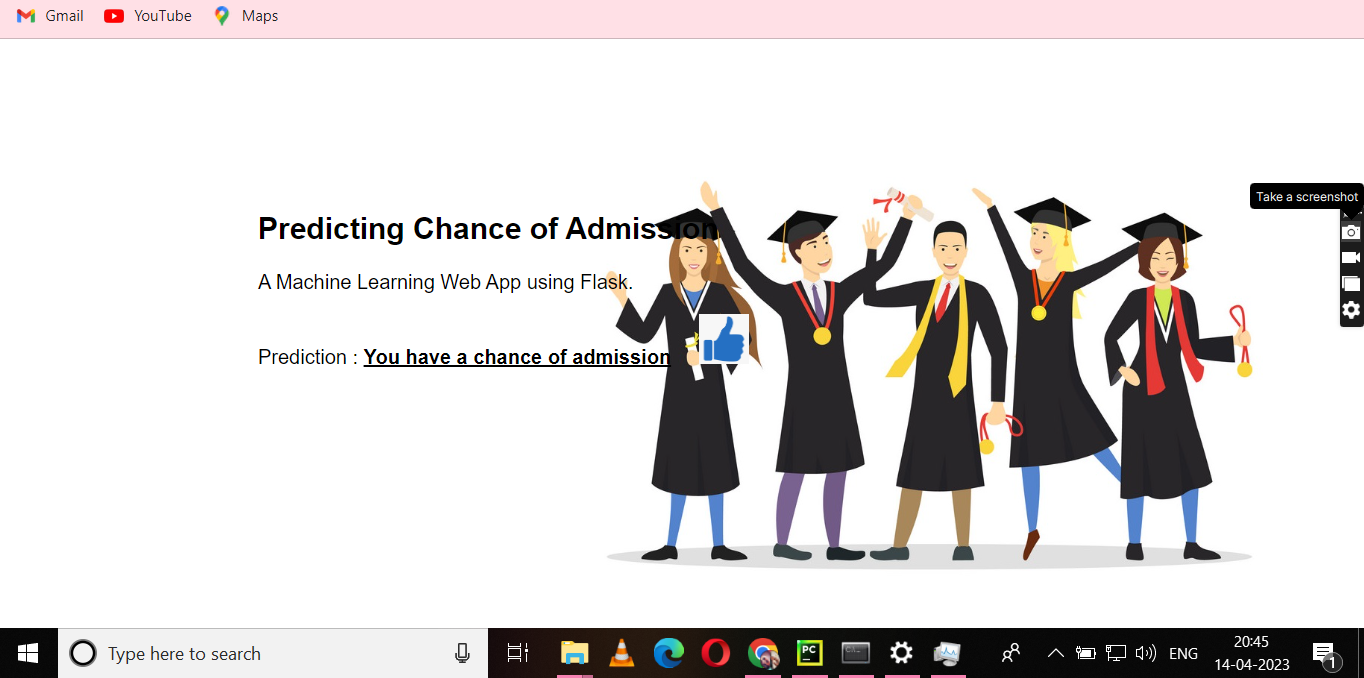 Gmail YouTube Maps
Take a screenshot
Predicting Chance of Admission
A Machine Learning Web App using Flask.
Prediction : You have a chance of admission
Type here to search
PC
C:\_
ENG
20:45
14-04-2023
1